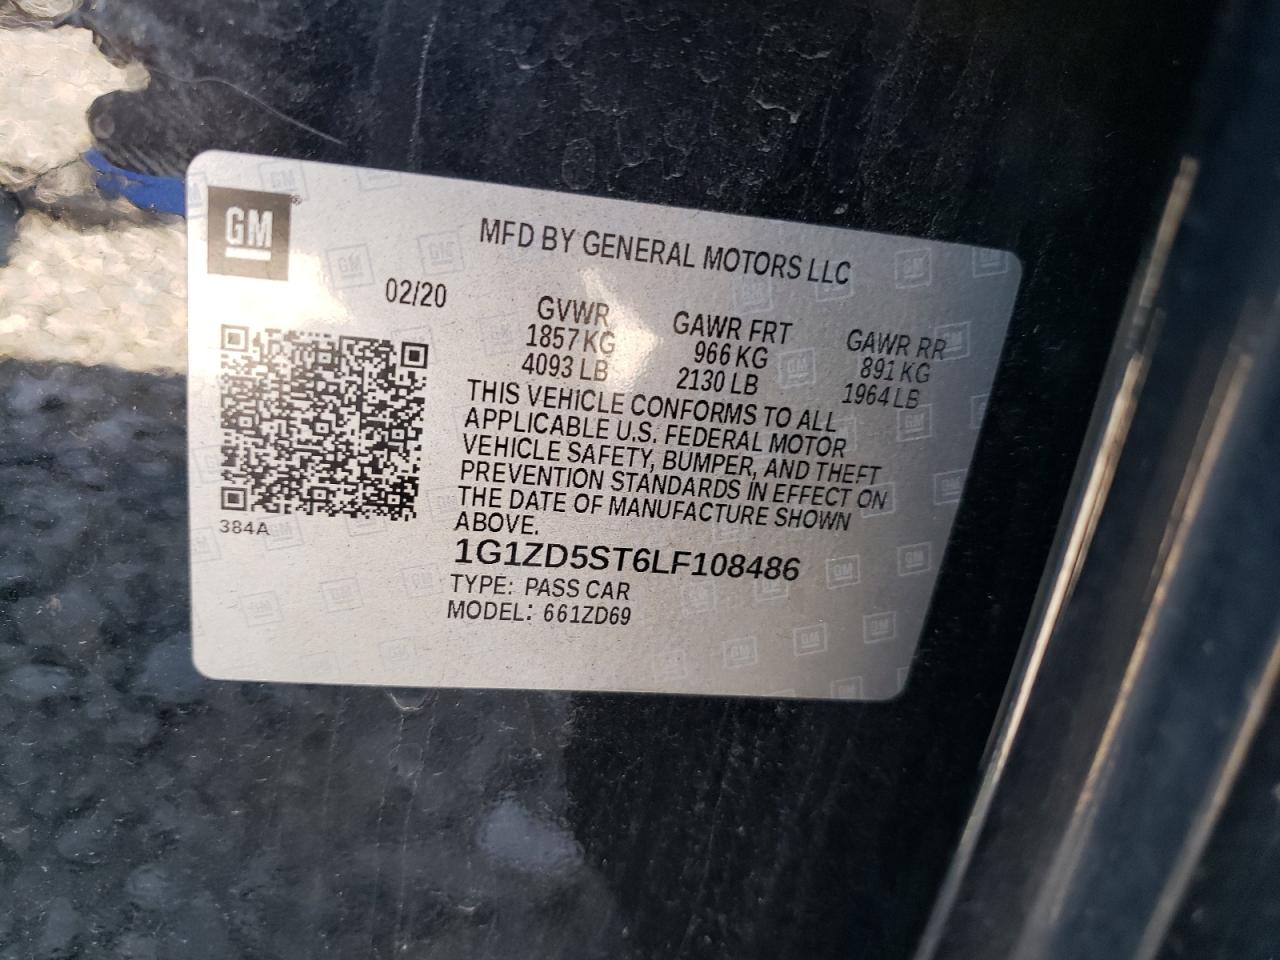 GM
MFD BY GENERAL MOTORS LLC
02/20
GVWR GAWR FRT GAWR RR
1857 KG 966 KG 891 KG
4093 LB 2130 LB 1964 LB
THIS VEHICLE CONFORMS TO ALL
APPLICABLE U.S. FEDERAL MOTOR
VEHICLE SAFETY, BUMPER, AND THEFT
PREVENTION STANDARDS IN EFFECT ON
THE DATE OF MANUFACTURE SHOWN
ABOVE.
384A
1G1ZD5ST6LF108486
TYPE: PASS CAR
MODEL: 661ZD69